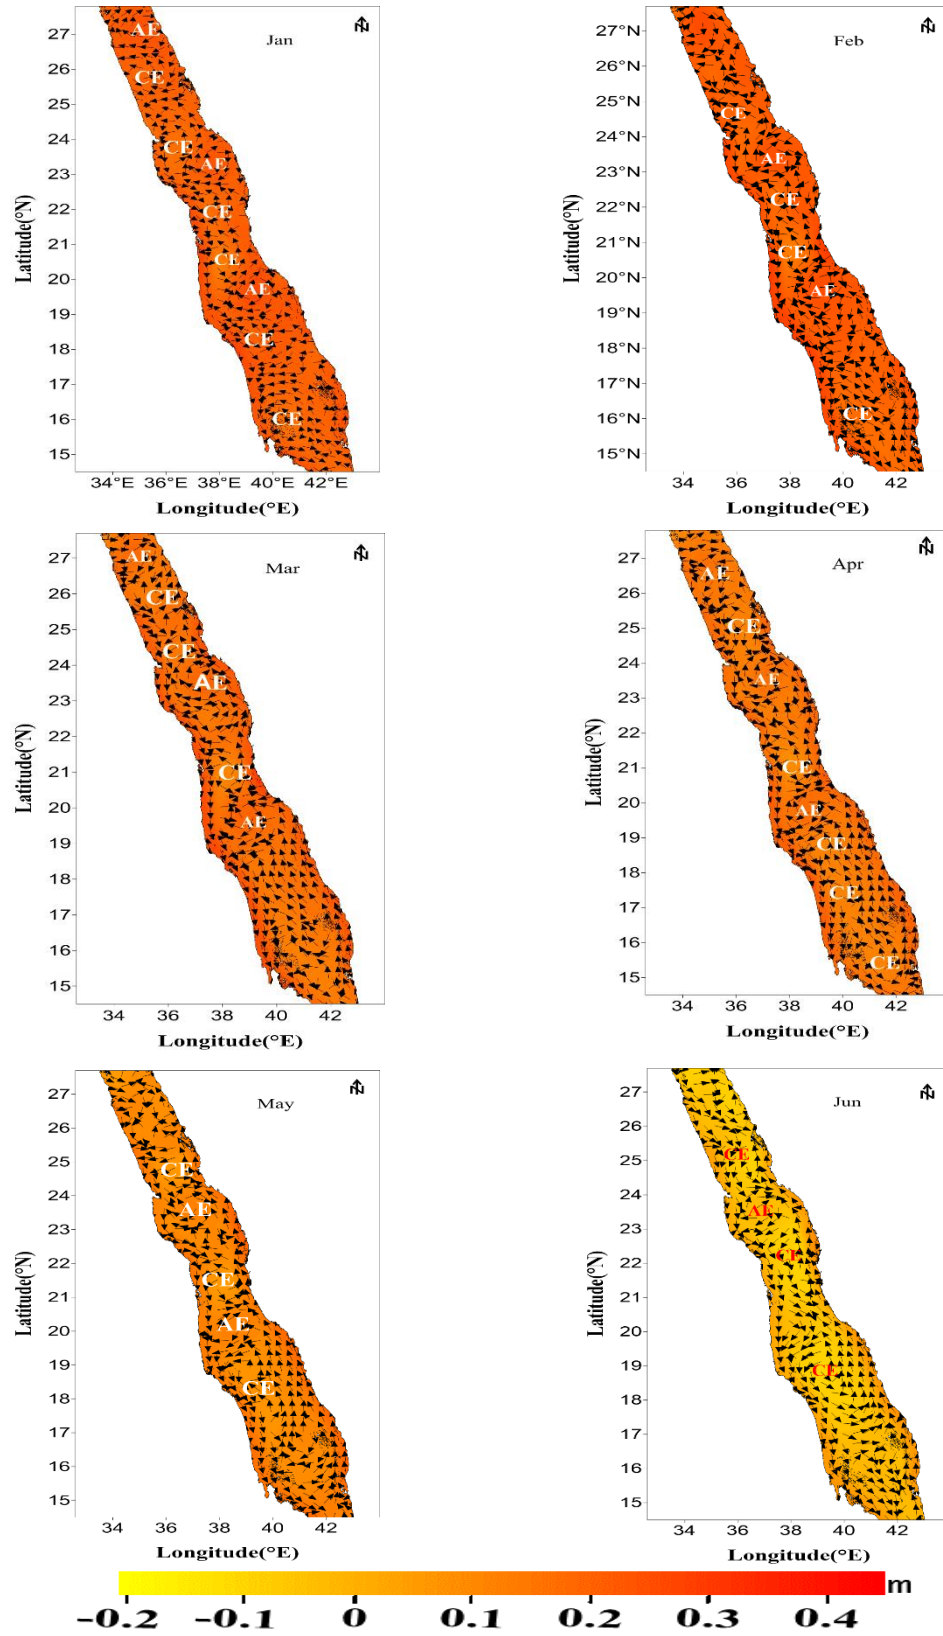 Jan
N
27
26
25
24
23
22
21
20
19
18
17
16
15
Latitude(°N)
AE
CE
CE
AE
CE
CE
AE
CE
CE
34°E 36 38 40°E 42°E
Longitude(°E)
Feb
N
27°N
26°N
25°N
24°N
23°N
22°N
21°N
20°N
19°N
18°N
17°N
16°N
15°N
Latitude(°N)
CE
AE
CE
CE
AE
CE
34 36 38 40 42
Longitude(°E)
Mar
N
27
26
25
24
23
22
21
20
19
18
17
16
15
Latitude(°N)
AE
CE
CE
AE
CE
AE
34 36 38 40 42
Longitude(°E)
Apr
N
27
26
25
24
23
22
21
20
19
18
17
16
15
Latitude(°N)
AE
CE
AE
CE
AE
CE
CE
CE
34 36 38 40 42
Longitude(°E)
May
N
27
26
25
24
23
22
21
20
19
18
17
16
15
Latitude(°N)
CE
AE
CE
AE
CE
34 36 38 40 42
Longitude(°E)
Jun
N
27
26
25
24
23
22
21
20
19
18
17
16
15
Latitude(°N)
CE
AE
CE
CE
34 36 38 40 42
Longitude(°E)
m
-0.2 -0.1 0 0.1 0.2 0.3 0.4